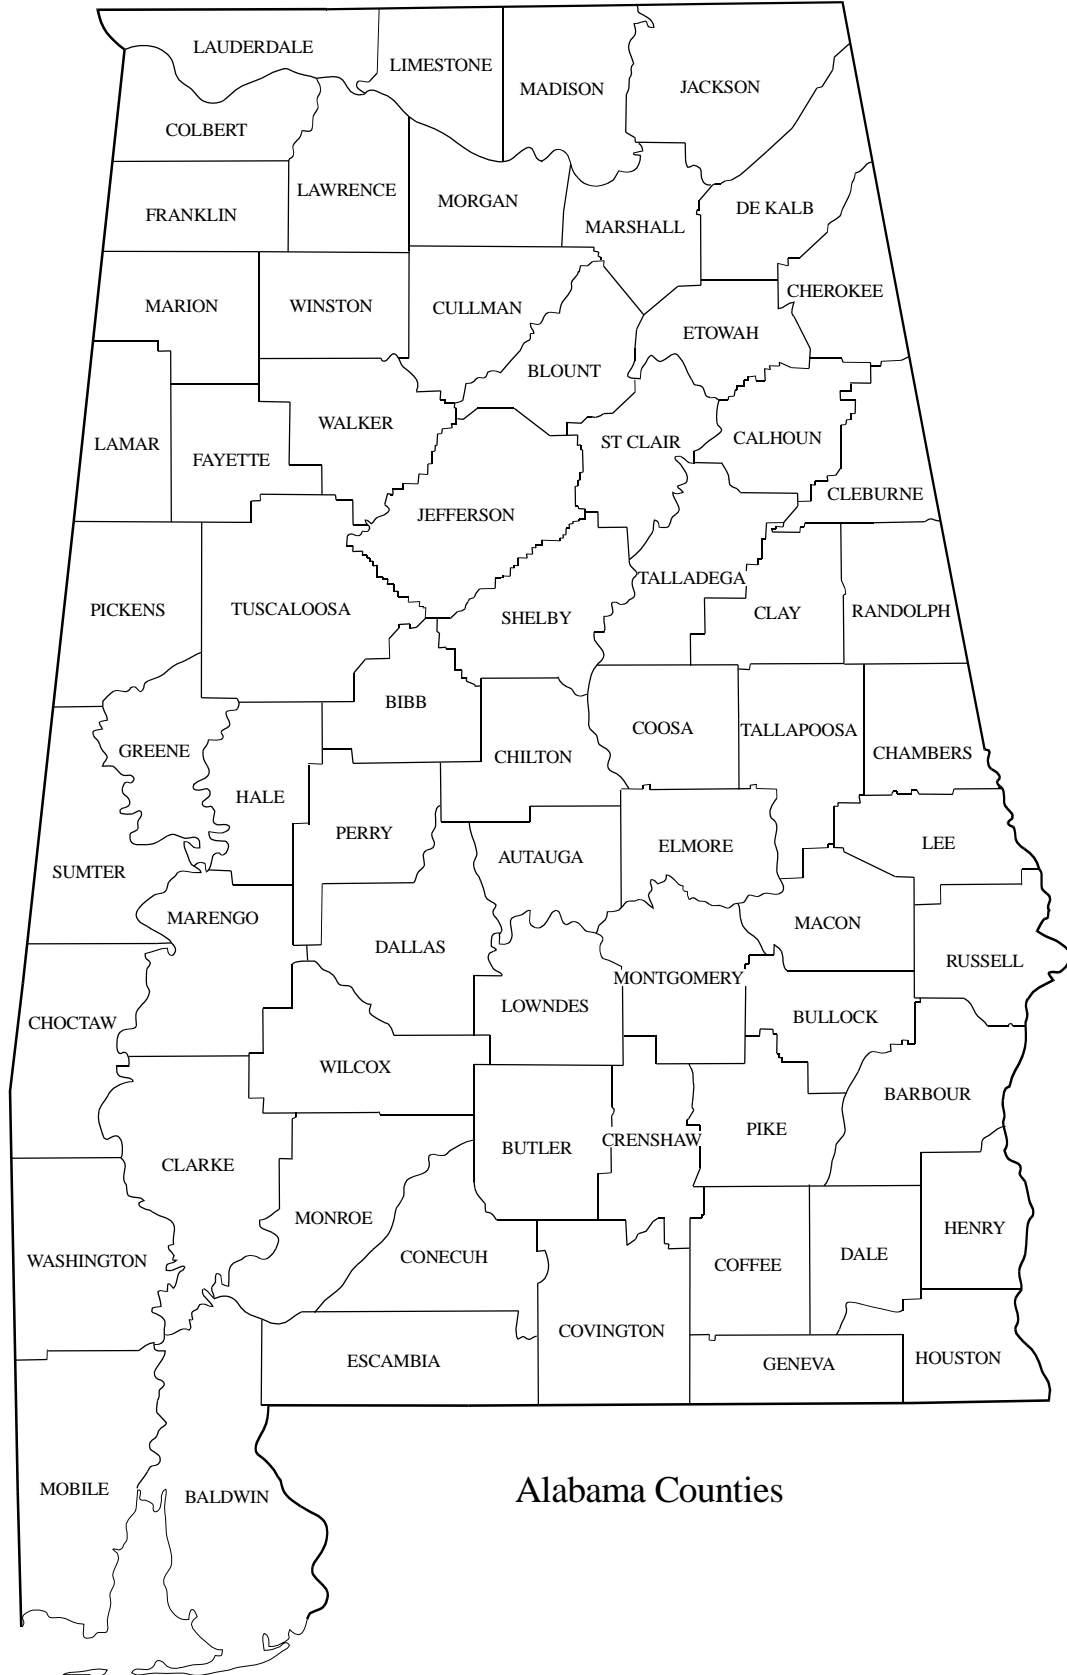 LAUDERDALE
LIMESTONE
MADISON
JACKSON
COLBERT
LAWRENCE
FRANKLIN
MORGAN
MARSHALL
DE KALB
MARION
WINSTON
CULLMAN
CHEROKEE
ETOWAH
BLOUNT
LAMAR
FAYETTE
WALKER
ST CLAIR
CALHOUN
CLEBURNE
JEFFERSON
TALLADEGA
PICKENS
TUSCALOOSA
SHELBY
CLAY
RANDOLPH
BIBB
GREENE
HALE
CHILTON
COOSA
TALLAPOOSA
CHAMBERS
PERRY
AUTAUGA
ELMORE
LEE
SUMTER
MARENGO
DALLAS
MACON
RUSSELL
LOWNDES
MONTGOMERY
CHOCTAW
BULLOCK
WILCOX
BARBOUR
BUTLER
CRENSHAW
PIKE
CLARKE
MONROE
HENRY
WASHINGTON
CONECUH
COFFEE
DALE
COVINGTON
ESCAMBIA
GENEVA
HOUSTON
MOBILE
BALDWIN
Alabama Counties